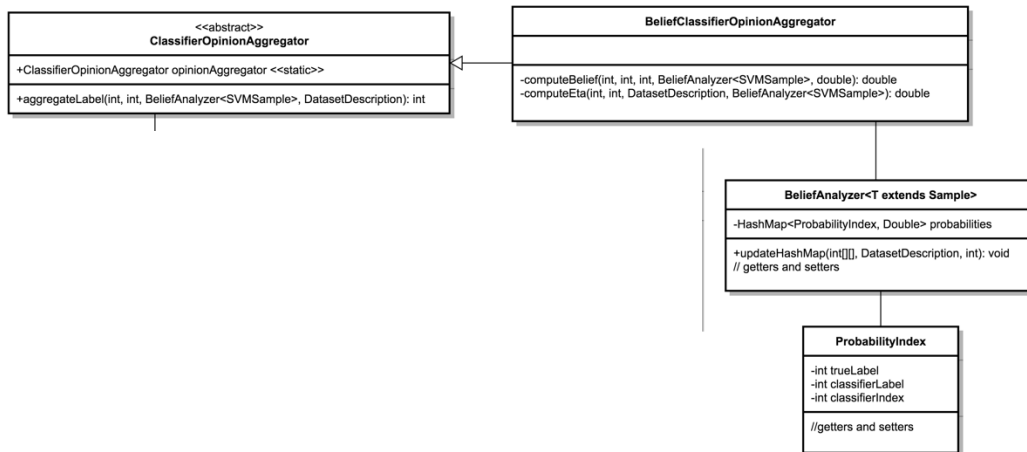 <<abstract>>
ClassifierOpinionAggregator
+ClassifierOpinionAggregator opinionAggregator <<static>>
+aggregateLabel(int, int, BeliefAnalyzer<SVMSample>, DatasetDescription): int
BeliefClassifierOpinionAggregator
-computeBelief(int, int, int, BeliefAnalyzer<SVMSample>, double): double
-computeEta(int, int, DatasetDescription, BeliefAnalyzer<SVMSample>): double
BeliefAnalyzer<T extends Sample>
-HashMap<ProbabilityIndex, Double> probabilities
+updateHashMap(int[][], DatasetDescription, int): void
// getters and setters
ProbabilityIndex
-int trueLabel
-int classifierLabel
-int classifierIndex
//getters and setters